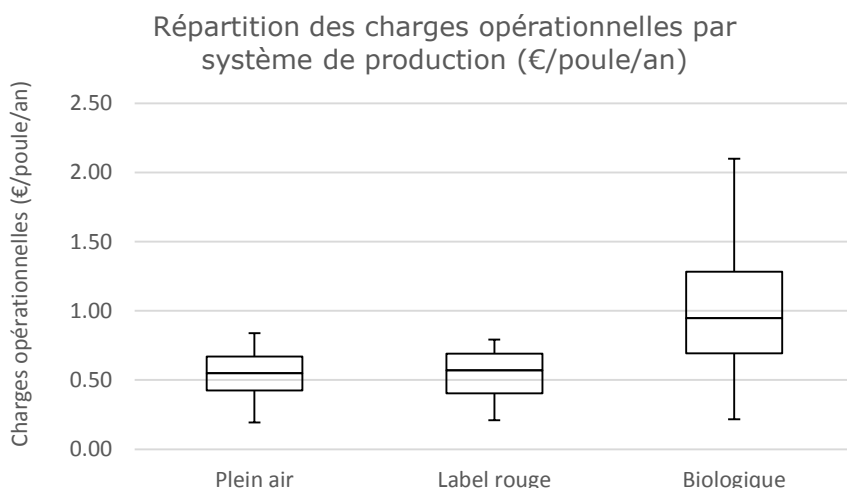 Répartition des charges opérationnelles par
système de production (€/poule/an)
Charges opérationnelles (€/poule/an)
2.50
2.00
1.50
1.00
0.50
0.00
Plein air Label rouge Biologique